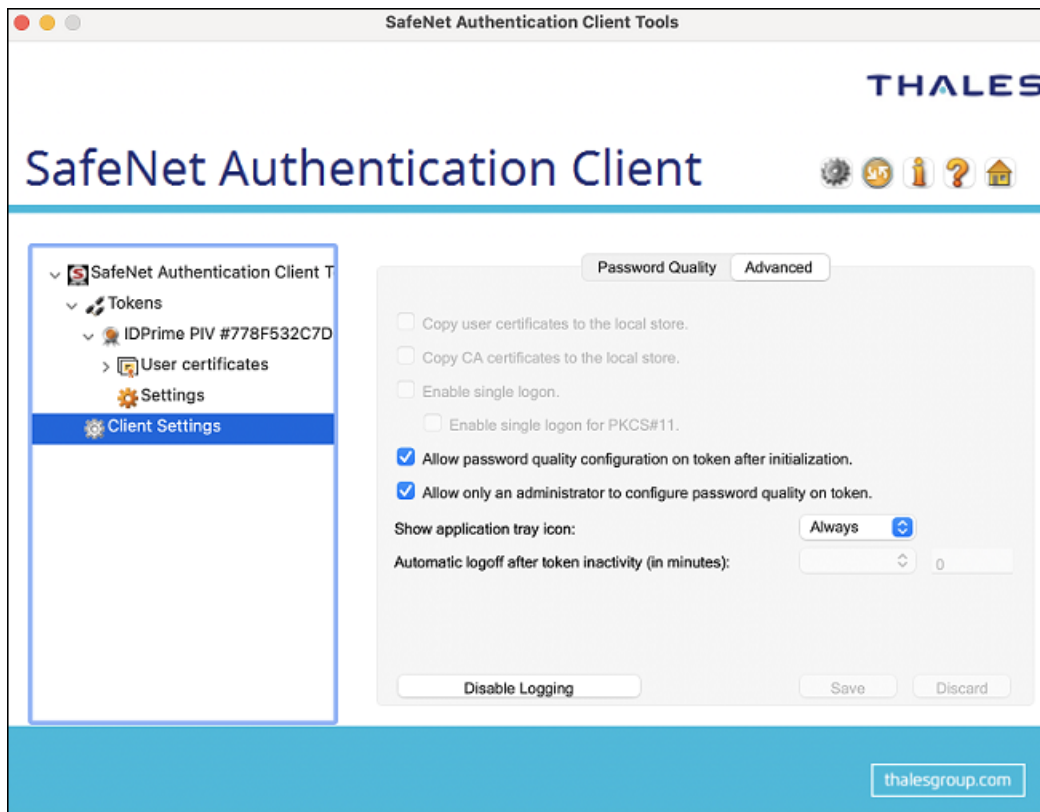 SafeNet Authentication Client Tools
THALES
SafeNet Authentication Client
SafeNet Authentication Client T
Tokens
IDPrime PIV #778F532C7D
User certificates
Settings
Client Settings
Password Quality Advanced
Copy user certificates to the local store.
Copy CA certificates to the local store.
Enable single logon.
Enable single logon for PKCS#11.
Allow password quality configuration on token after initialization.
Allow only an administrator to configure password quality on token.
Show application tray icon: Always
Automatic logoff after token inactivity (in minutes): 0
Disable Logging Save Discard
thalesgroup.com